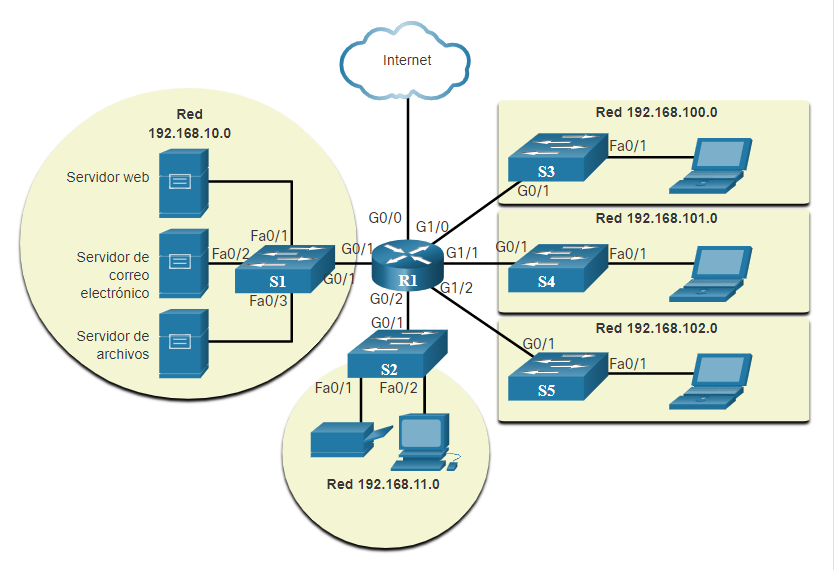 Internet
Red
192.168.10.0
Servidor web
Fa0/1
Servidor de
correo
electrónico
Fa0/2
S1
G0/1
Fa0/3
Servidor de
archivos
G0/0
G0/1
R1
G1/0
G1/1
G1/2
G0/2
G0/1
S2
Fa0/1
Fa0/2
Red 192.168.11.0
Red 192.168.100.0
S3
G0/1
Fa0/1
Red 192.168.101.0
G0/1
S4
Fa0/1
Red 192.168.102.0
G0/1
S5
Fa0/1